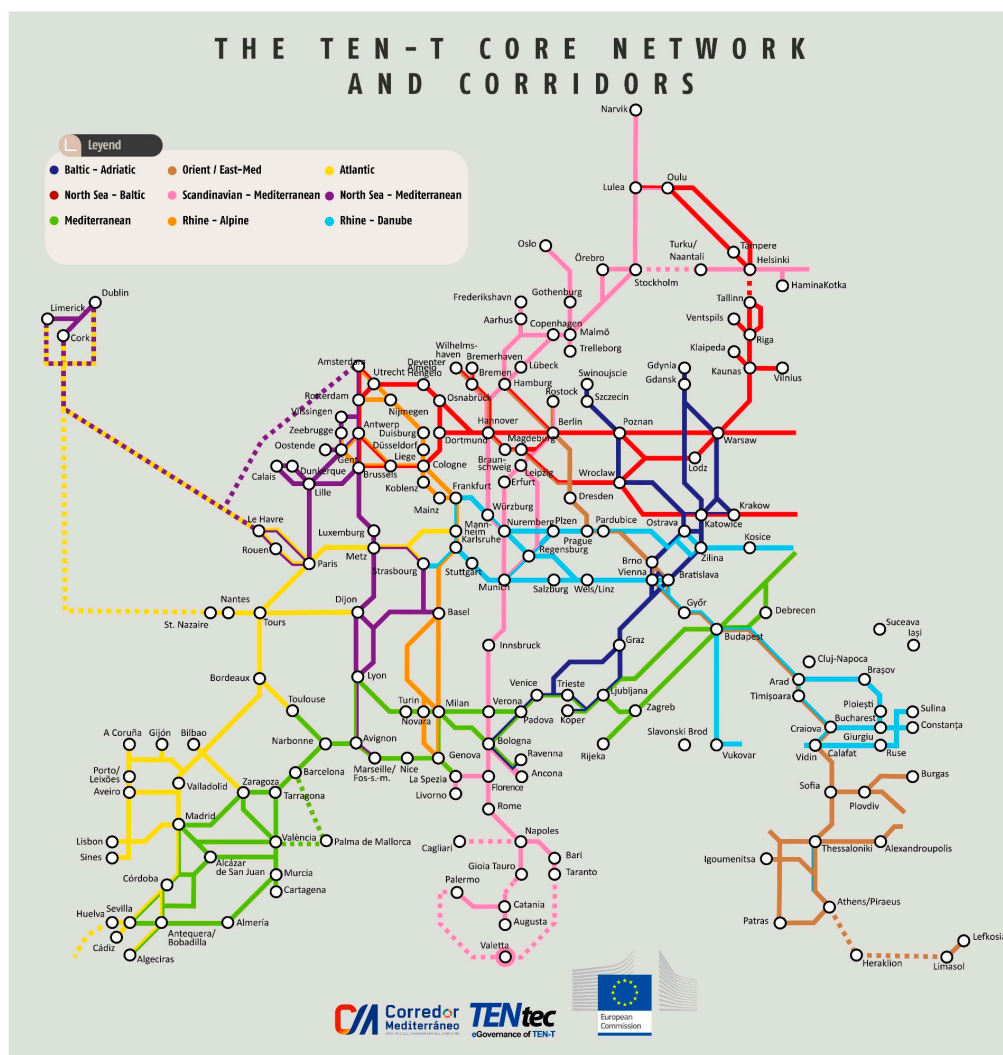 THE TEN-T CORE NETWORK
AND CORRIDORS
Leyend
Baltic - Adriatic
Orient / East-Med
Atlantic
North Sea - Baltic
Scandinavian - Mediterranean
North Sea - Mediterranean
Mediterranean
Rhine - Alpine
Rhine - Danube
Narvik
Lulea
Oulu
Oslo
Örebro
Turku/
Naantali
Tampere
Helsinki
Stockholm
HaminaKotka
Dublin
Limerick
Cork
Frederikshavn
Gothenburg
Aarhus
Copenhagen
Malmö
Trelleborg
Tallinn
Ventspils
Riga
Klaipeda
Kaunas
Vilnius
Amsterdam
Utrecht
Deventer
Almelo
Hengelo
Wilhelms-
haven
Bremerhaven
Bremen
Lübeck
Hamburg
Rostock
Swinoujscie
Szczecin
Gdynia
Gdansk
Rotterdam
Vlissingen
Zeebrugge
Oostende
Nijmegen
Osnabrück
Antwerp
Duisburg
Düsseldorf
Dortmund
Hannover
Magdeburg
Berlin
Poznan
Warsaw
Gent
Liege
Cologne
Braun-
schweig
Leipzig
Erfurt
Wroclaw
Lodz
Calais
Dunkerque
Lille
Brussels
Koblenz
Mainz
Frankfurt
Dresden
Krakow
Katowice
Ostrava
Le Havre
Rouen
Paris
Luxemburg
Metz
Strasbourg
Mann-
heim
Karlsruhe
Stuttgart
Würzburg
Nuremberg
Plzen
Prague
Pardubice
Regensburg
Munich
Salzburg
Wels/Linz
Zilina
Kosice
Brno
Vienna
Bratislava
Győr
Debrecen
Budapest
Nantes
St. Nazaire
Tours
Dijon
Basel
Innsbruck
Graz
Suceava
Iași
Cluj-Napoca
Brașov
Arad
Timișoara
Ploiești
Bucharest
Sulina
Constanța
Craiova
Giurgiu
Calafat
Ruse
Vidin
Bordeaux
Lyon
Toulouse
Turin
Novara
Milan
Verona
Venice
Padova
Trieste
Koper
Ljubljana
Zagreb
Rijeka
Slavonski Brod
Vukovar
A Coruña
Gijón
Bilbao
Narbonne
Avignon
Marseille/
Fos-s.-m.
Nice
Genova
La Spezia
Livorno
Bologna
Ravenna
Ancona
Florence
Rome
Porto/
Leixões
Aveiro
Valladolid
Zaragoza
Barcelona
Tarragona
Sofia
Plovdiv
Burgas
Lisbon
Sines
Madrid
València
Palma de Mallorca
Cagliari
Napoles
Bari
Taranto
Gioia Tauro
Igoumenitsa
Thessaloniki
Alexandroupolis
Alcázar
de San Juan
Córdoba
Murcia
Cartagena
Palermo
Catania
Augusta
Valetta
Patras
Athens/Piraeus
Huelva
Sevilla
Cádiz
Antequera/
Bobadilla
Algeciras
Almería
Heraklion
Limasol
Lefkosia
Corredor
Mediterráneo
TENtec
eGovernance of TEN-T
European
Commission